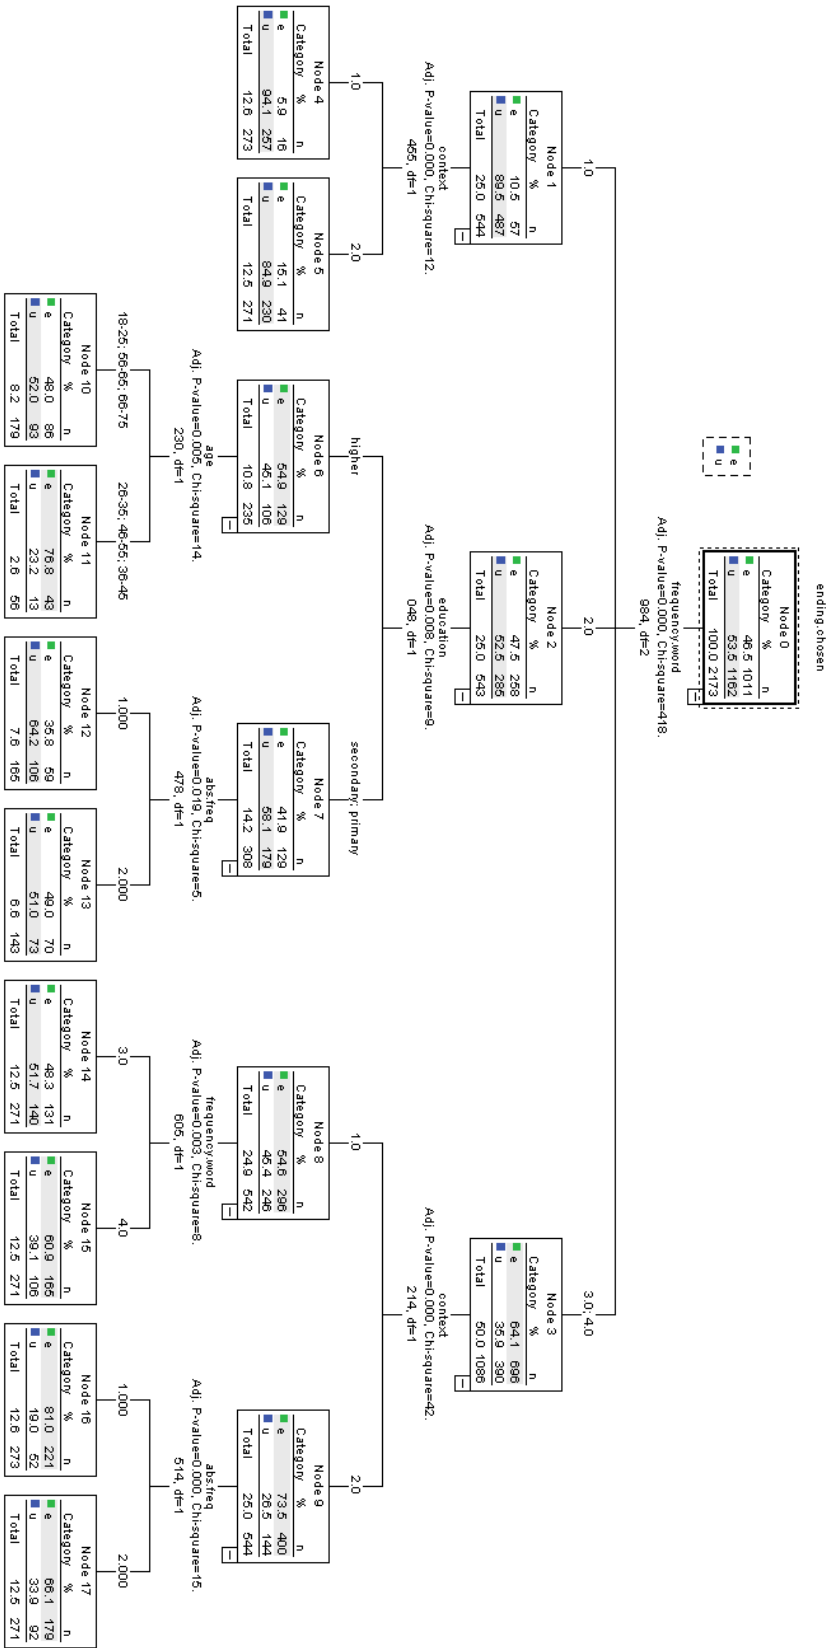 ending.chosen
Node 0
Category % n
e 46.5 1011
u 53.5 1162
Total 100.0 2173
e
u
frequency.word
Adj. P-value=0.000, Chi-square=418.
984, df=2
1.0
2.0
3.0; 4.0
Node 1
Category % n
e 10.5 57
u 89.5 487
Total 25.0 544
Node 2
Category % n
e 47.5 258
u 52.5 285
Total 25.0 543
Node 3
Category % n
e 64.1 696
u 35.9 390
Total 50.0 1086
context
Adj. P-value=0.000, Chi-square=12.
455, df=1
education
Adj. P-value=0.008, Chi-square=9.
048, df=1
context
Adj. P-value=0.000, Chi-square=42.
214, df=1
1.0
2.0
higher
secondary; primary
1.0
2.0
Node 4
Category % n
e 5.9 16
u 94.1 257
Total 12.6 273
Node 5
Category % n
e 15.1 41
u 84.9 230
Total 12.5 271
Node 6
Category % n
e 54.9 129
u 45.1 106
Total 10.8 235
Node 7
Category % n
e 41.9 129
u 58.1 179
Total 14.2 308
Node 8
Category % n
e 54.6 296
u 45.4 246
Total 24.9 542
Node 9
Category % n
e 73.5 400
u 26.5 144
Total 25.0 544
age
Adj. P-value=0.005, Chi-square=14.
230, df=1
abs.freq
Adj. P-value=0.019, Chi-square=5.
478, df=1
frequency.word
Adj. P-value=0.003, Chi-square=8.
605, df=1
abs.freq
Adj. P-value=0.000, Chi-square=15.
514, df=1
18-25; 56-65; 66-75
26-35; 46-55; 36-45
1.000
2.000
3.0
4.0
1.000
2.000
Node 10
Category % n
e 48.0 86
u 52.0 93
Total 8.2 179
Node 11
Category % n
e 76.8 43
u 23.2 13
Total 2.6 56
Node 12
Category % n
e 35.8 59
u 64.2 106
Total 7.6 165
Node 13
Category % n
e 49.0 70
u 51.0 73
Total 6.6 143
Node 14
Category % n
e 48.3 131
u 51.7 140
Total 12.5 271
Node 15
Category % n
e 60.9 165
u 39.1 106
Total 12.5 271
Node 16
Category % n
e 81.0 221
u 19.0 52
Total 12.6 273
Node 17
Category % n
e 66.1 179
u 33.9 92
Total 12.5 271